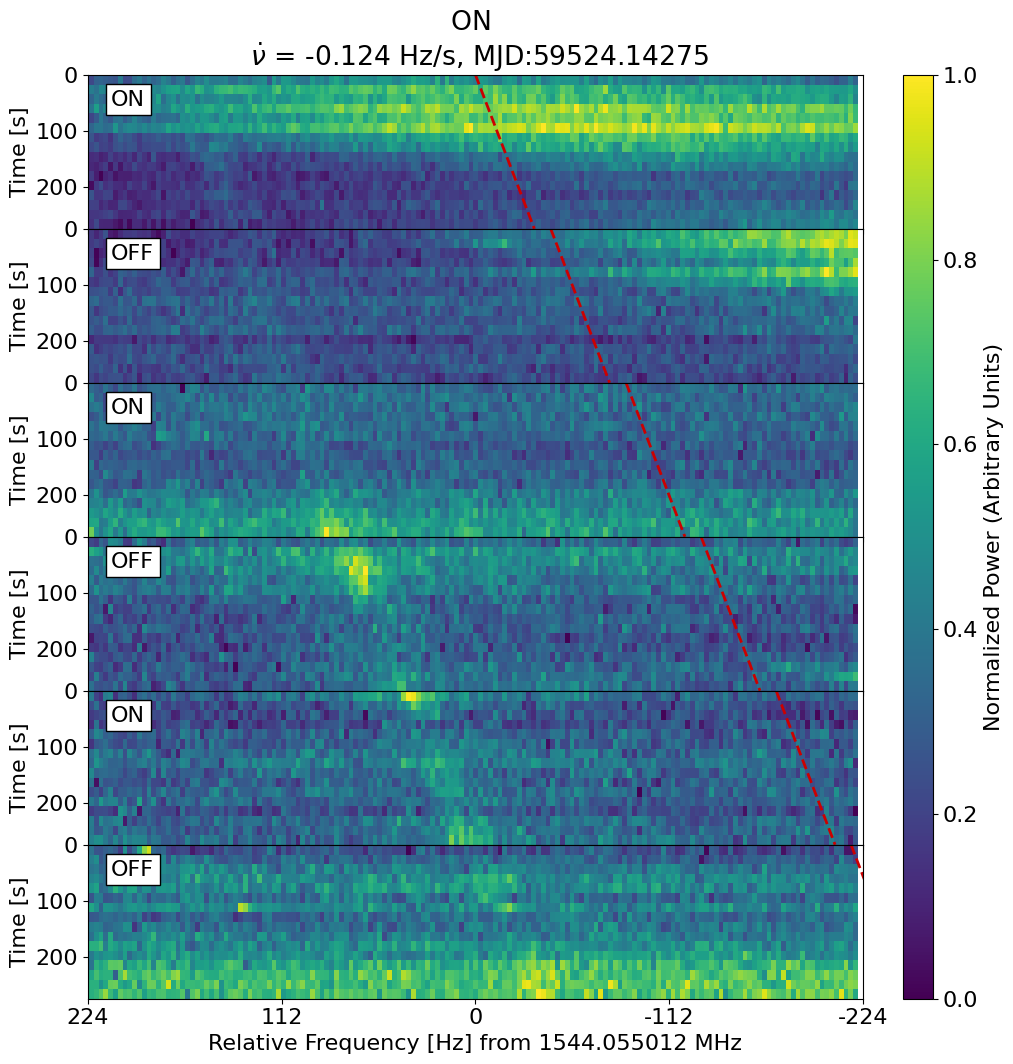 ON
ν̇ = -0.124 Hz/s, MJD:59524.14275
0
ON
100
Time [s]
200
0
OFF
100
Time [s]
200
0
ON
100
Time [s]
200
0
OFF
100
Time [s]
200
0
ON
100
Time [s]
200
0
OFF
100
Time [s]
200
224 112 0 -112 -224
Relative Frequency [Hz] from 1544.055012 MHz
1.0
0.8
0.6
0.4
0.2
0.0
Normalized Power (Arbitrary Units)